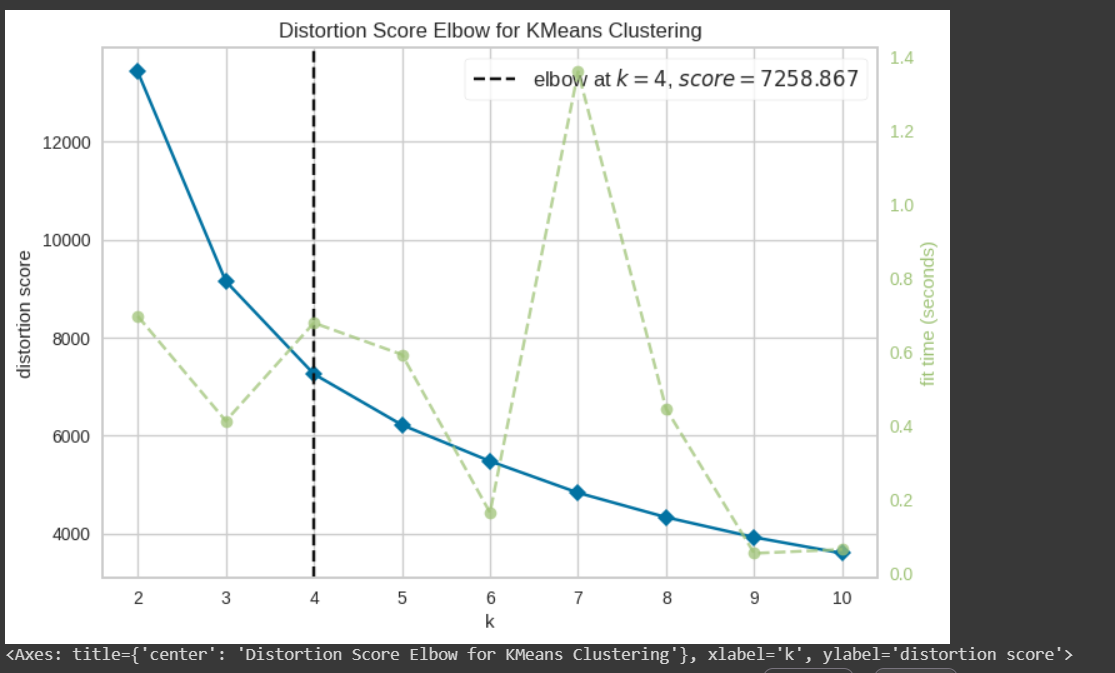 Distortion Score Elbow for KMeans Clustering
elbow at k = 4, score = 7258.867
distortion score
12000
10000
8000
6000
4000
1.4
1.2
1.0
0.8
0.6
0.4
0.2
0.0
fit time (seconds)
2 3 4 5 6 7 8 9 10
k
<Axes: title={'center': 'Distortion Score Elbow for KMeans Clustering'}, xlabel='k', ylabel='distortion score'>